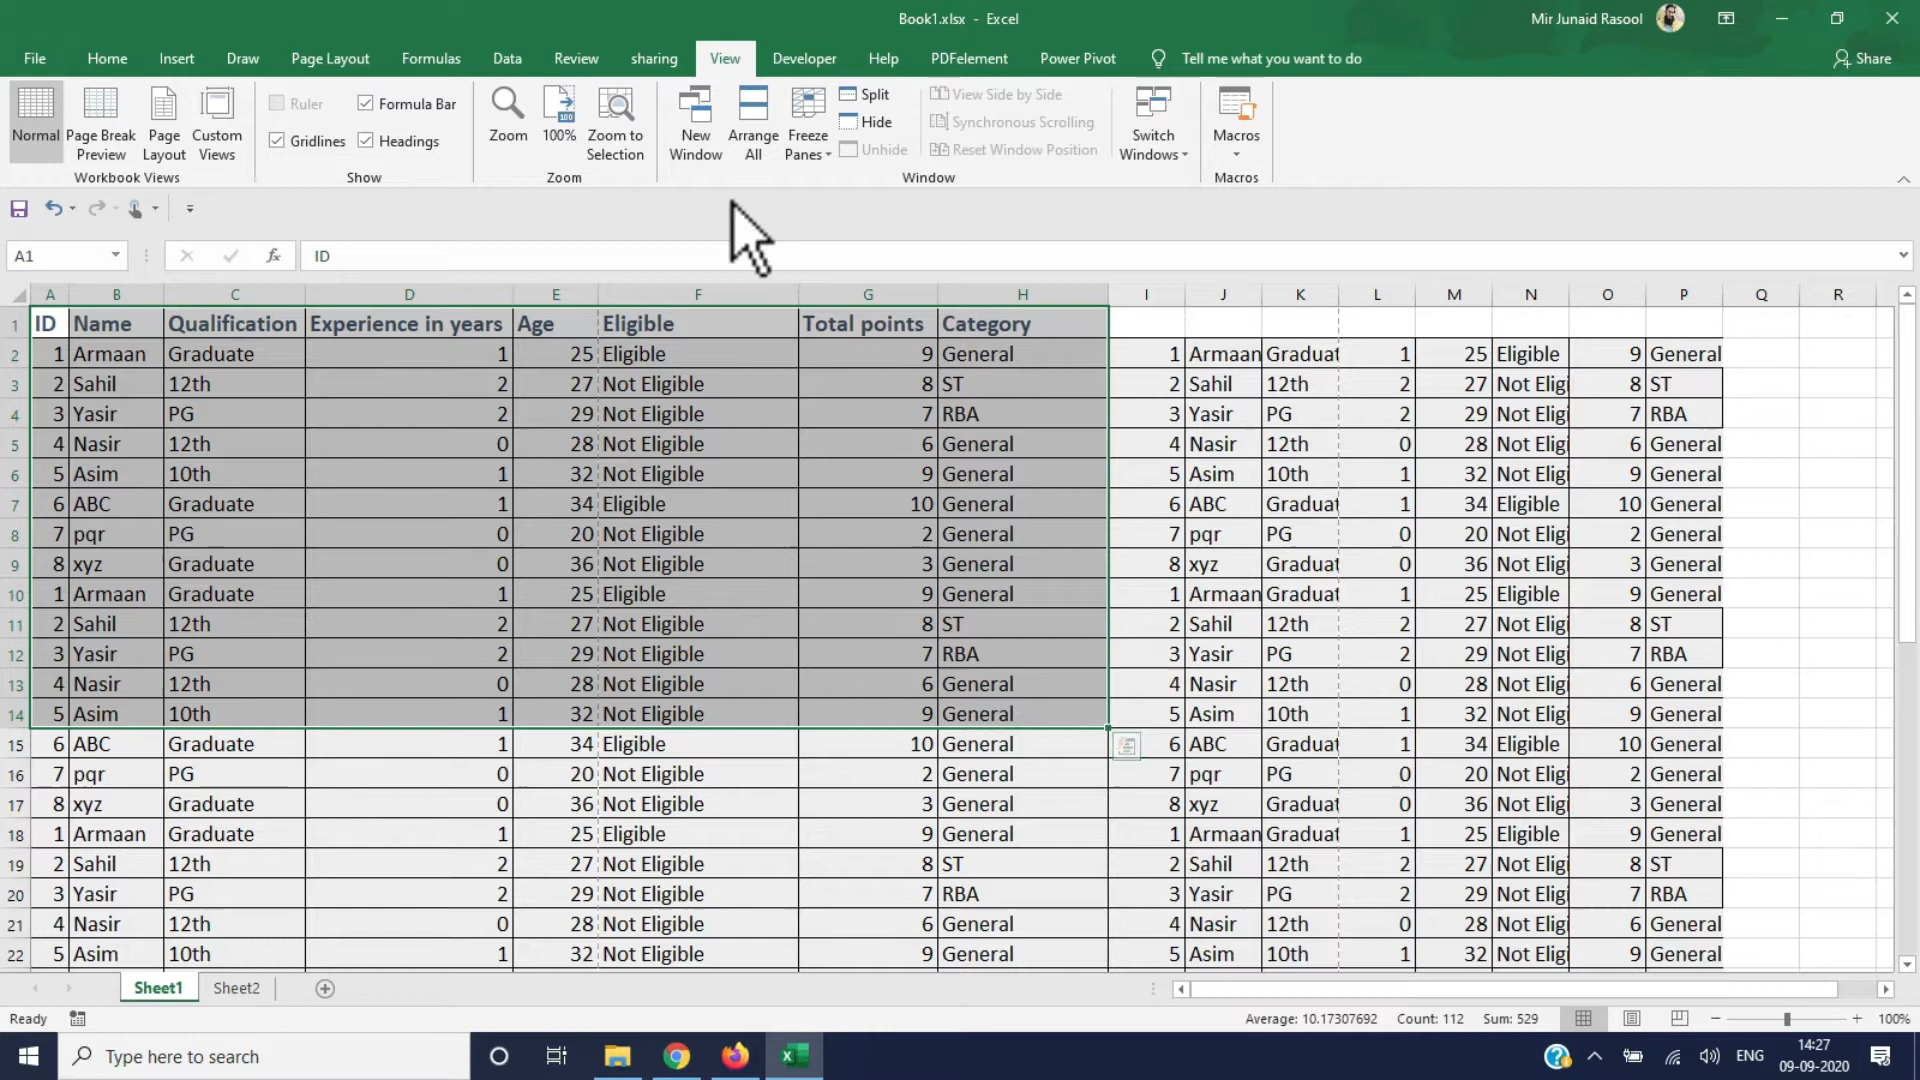 Book1.xlsx - Excel
Mir Junaid Rasool
File Home Insert Draw Page Layout Formulas Data Review sharing View Developer Help PDFelement Power Pivot Tell me what you want to do Share
Normal Page Break Preview Page Layout Custom Views
Workbook Views
Ruler Formula Bar
Gridlines Headings
Show
Zoom 100% Zoom to Selection
Zoom
New Window Arrange All Freeze Panes
Split
Hide
Unhide
View Side by Side
Synchronous Scrolling
Reset Window Position
Switch Windows
Window
Macros
Macros
A1 fx ID
A B C D E F G H I J K L M N O P Q R
1 ID Name Qualification Experience in years Age Eligible Total points Category
2 1 Armaan Graduate 1 25 Eligible 9 General 1 Armaan Graduat 1 25 Eligible 9 General
3 2 Sahil 12th 2 27 Not Eligible 8 ST 2 Sahil 12th 2 27 Not Eligi 8 ST
4 3 Yasir PG 2 29 Not Eligible 7 RBA 3 Yasir PG 2 29 Not Eligi 7 RBA
5 4 Nasir 12th 0 28 Not Eligible 6 General 4 Nasir 12th 0 28 Not Eligi 6 General
6 5 Asim 10th 1 32 Not Eligible 9 General 5 Asim 10th 1 32 Not Eligi 9 General
7 6 ABC Graduate 1 34 Eligible 10 General 6 ABC Graduat 1 34 Eligible 10 General
8 7 pqr PG 0 20 Not Eligible 2 General 7 pqr PG 0 20 Not Eligi 2 General
9 8 xyz Graduate 0 36 Not Eligible 3 General 8 xyz Graduat 0 36 Not Eligi 3 General
10 1 Armaan Graduate 1 25 Eligible 9 General 1 Armaan Graduat 1 25 Eligible 9 General
11 2 Sahil 12th 2 27 Not Eligible 8 ST 2 Sahil 12th 2 27 Not Eligi 8 ST
12 3 Yasir PG 2 29 Not Eligible 7 RBA 3 Yasir PG 2 29 Not Eligi 7 RBA
13 4 Nasir 12th 0 28 Not Eligible 6 General 4 Nasir 12th 0 28 Not Eligi 6 General
14 5 Asim 10th 1 32 Not Eligible 9 General 5 Asim 10th 1 32 Not Eligi 9 General
15 6 ABC Graduate 1 34 Eligible 10 General 6 ABC Graduat 1 34 Eligible 10 General
16 7 pqr PG 0 20 Not Eligible 2 General 7 pqr PG 0 20 Not Eligi 2 General
17 8 xyz Graduate 0 36 Not Eligible 3 General 8 xyz Graduat 0 36 Not Eligi 3 General
18 1 Armaan Graduate 1 25 Eligible 9 General 1 Armaan Graduat 1 25 Eligible 9 General
19 2 Sahil 12th 2 27 Not Eligible 8 ST 2 Sahil 12th 2 27 Not Eligi 8 ST
20 3 Yasir PG 2 29 Not Eligible 7 RBA 3 Yasir PG 2 29 Not Eligi 7 RBA
21 4 Nasir 12th 0 28 Not Eligible 6 General 4 Nasir 12th 0 28 Not Eligi 6 General
22 5 Asim 10th 1 32 Not Eligible 9 General 5 Asim 10th 1 32 Not Eligi 9 General
Sheet1 Sheet2
Ready Average: 10.17307692 Count: 112 Sum: 529 100%
Type here to search ENG 14:27
09-09-2020